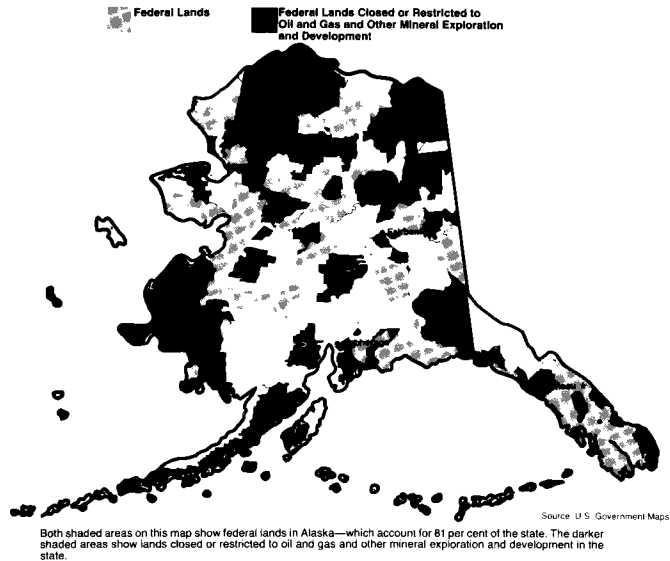 Federal Lands
Federal Lands Closed or Restricted to
Oil and Gas and Other Mineral Exploration
and Development
Source U S Government Maps
Both shaded areas on this map show federal lands in Alaska—which account for 81 per cent of the state. The darker
shaded areas show lands closed or restricted to oil and gas and other mineral exploration and development in the
state.